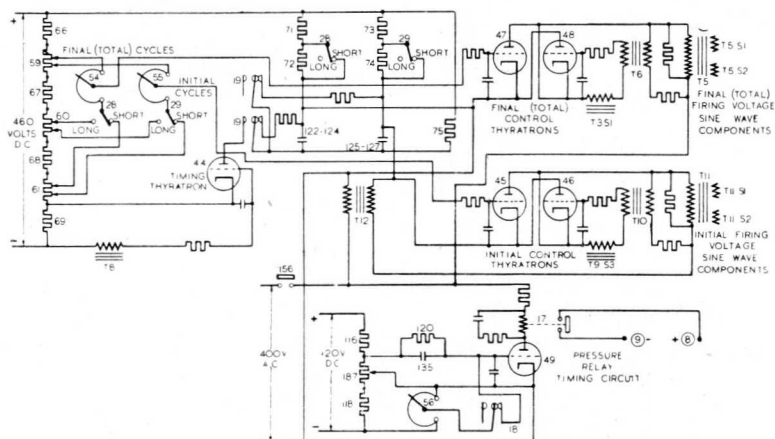 66
71
28
73
29
47
48
T5 S1
FINAL (TOTAL) CYCLES
SHORT
SHORT
59
54
55
72
LONG
74
LONG
T6
T5
T5 S2
INITIAL CYCLES
19
67
28
29
FINAL (TOTAL) CONTROL THYRATRONS
T3S1
FINAL (TOTAL) FIRING VOLTAGE SINE WAVE COMPONENTS
460 VOLTS D.C.
60
LONG
SHORT
LONG
SHORT
19
122-124
125-127
75
68
44
TIMING THYRATRON
61
45
46
T11
T11 S1
T12
T10
T11 S2
69
INITIAL CONTROL THYRATRONS
T9 S3
INITIAL FIRING VOLTAGE SINE WAVE COMPONENTS
T8
156
400V A.C
116
120
17
9 -
+ 8
120V D.C
135
49
PRESSURE RELAY TIMING CIRCUIT
187
118
56
18